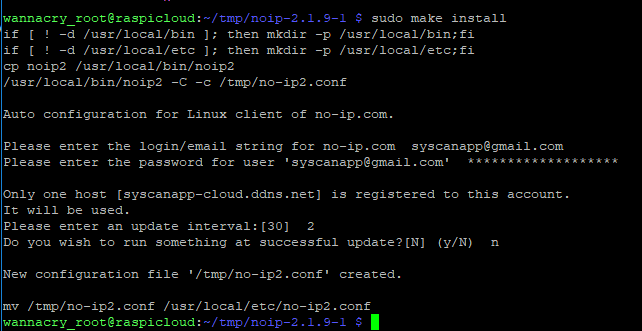 wannacry_root@raspicloud:~/tmp/noip-2.1.9-1 $ sudo make install
if [ ! -d /usr/local/bin ]; then mkdir -p /usr/local/bin;fi
if [ ! -d /usr/local/etc ]; then mkdir -p /usr/local/etc;fi
cp noip2 /usr/local/bin/noip2
/usr/local/bin/noip2 -C -c /tmp/no-ip2.conf
Auto configuration for Linux client of no-ip.com.
Please enter the login/email string for no-ip.com  syscanapp@gmail.com
Please enter the password for user 'syscanapp@gmail.com'  *******************
Only one host [syscanapp-cloud.ddns.net] is registered to this account.
It will be used.
Please enter an update interval:[30]  2
Do you wish to run something at successful update?[N] (y/N)  n
New configuration file '/tmp/no-ip2.conf' created.
mv /tmp/no-ip2.conf /usr/local/etc/no-ip2.conf
wannacry_root@raspicloud:~/tmp/noip-2.1.9-1 $